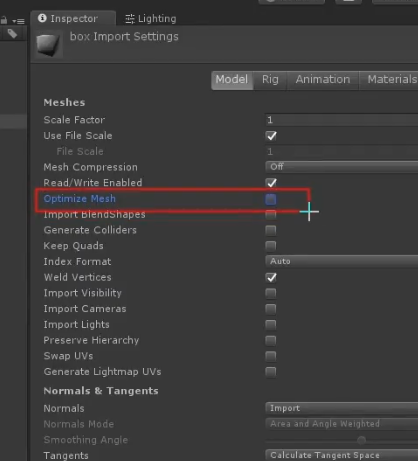 Inspector Lighting
box Import Settings
Model Rig Animation Materials
Meshes
Scale Factor 1
Use File Scale
File Scale 1
Mesh Compression Off
Read/Write Enabled
Optimize Mesh
Import BlendShapes
Generate Colliders
Keep Quads
Index Format Auto
Weld Vertices
Import Visibility
Import Cameras
Import Lights
Preserve Hierarchy
Swap UVs
Generate Lightmap UVs
Normals & Tangents
Normals Import
Normals Mode Area and Angle Weighted
Smoothing Angle
Tangents Calculate Tangent Space